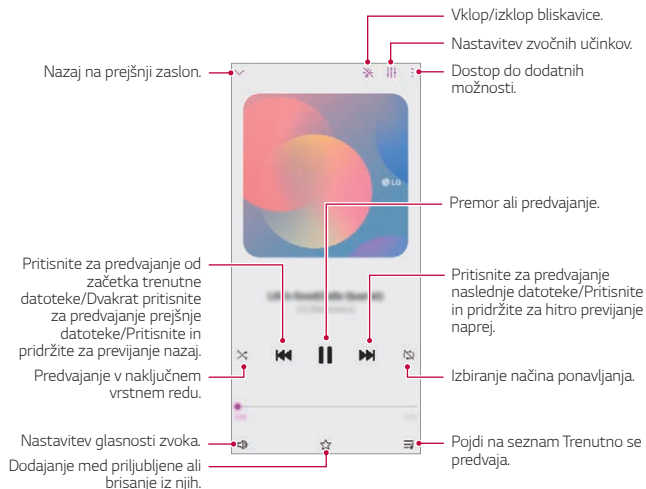 Vklop/izklop bliskavice.
Nastavitev zvočnih učinkov.
Nazaj na prejšnji zaslon.
Dostop do dodatnih
možnosti.
LG
Premor ali predvajanje.
Pritisnite za predvajanje od
začetka trenutne
datoteke/Dvakrat pritisnite
za predvajanje prejšnje
datoteke/Pritisnite in
pridržite za previjanje nazaj.
Pritisnite za predvajanje
naslednje datoteke/Pritisnite
in pridržite za hitro previjanje
naprej.
Predvajanje v naključnem
vrstnem redu.
Izbiranje načina ponavljanja.
Nastavitev glasnosti zvoka.
Pojdi na seznam Trenutno se
predvaja.
Dodajanje med priljubljene ali
brisanje iz njih.